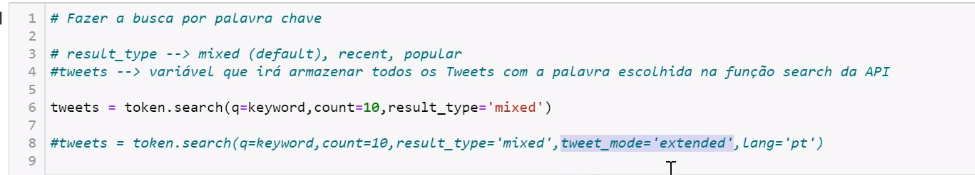 1 # Fazer a busca por palavra chave
2
3 # result_type --> mixed (default), recent, popular
4 #tweets --> variável que irá armazenar todos os Tweets com a palavra escolhida na função search da API
5
6 tweets = token.search(q=keyword,count=10,result_type='mixed')
7
8 #tweets = token.search(q=keyword,count=10,result_type='mixed',tweet_mode='extended',lang='pt')
9